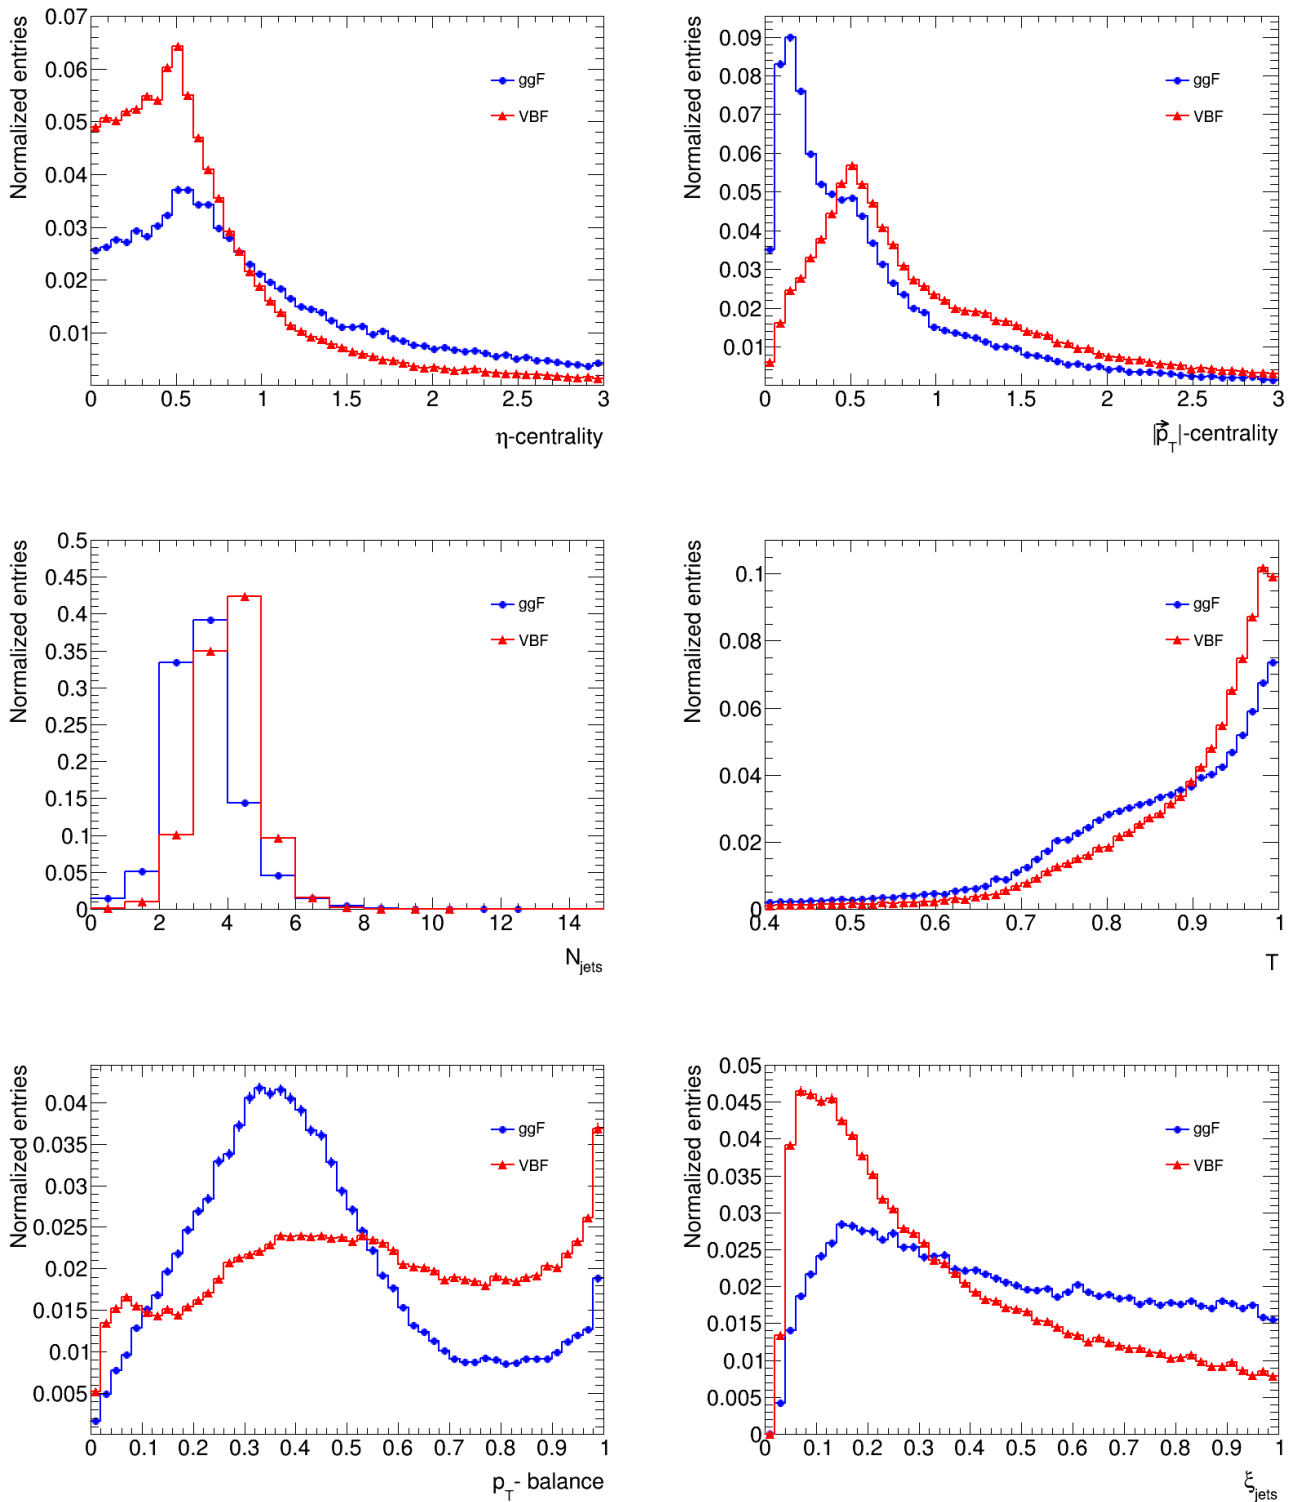 Normalized entries
0.07
0.06
0.05
0.04
0.03
0.02
0.01
ggF
VBF
0 0.5 1 1.5 2 2.5 3
η-centrality
Normalized entries
0.09
0.08
0.07
0.06
0.05
0.04
0.03
0.02
0.01
ggF
VBF
0 0.5 1 1.5 2 2.5 3
|p⃗_T|-centrality
Normalized entries
0.5
0.45
0.4
0.35
0.3
0.25
0.2
0.15
0.1
0.05
0
ggF
VBF
0 2 4 6 8 10 12 14
N_jets
Normalized entries
0.1
0.08
0.06
0.04
0.02
0
ggF
VBF
0.4 0.5 0.6 0.7 0.8 0.9 1
T
Normalized entries
0.04
0.035
0.03
0.025
0.02
0.015
0.01
0.005
ggF
VBF
0 0.1 0.2 0.3 0.4 0.5 0.6 0.7 0.8 0.9 1
p_T- balance
Normalized entries
0.05
0.045
0.04
0.035
0.03
0.025
0.02
0.015
0.01
0.005
0
ggF
VBF
0 0.1 0.2 0.3 0.4 0.5 0.6 0.7 0.8 0.9 1
ξ_jets